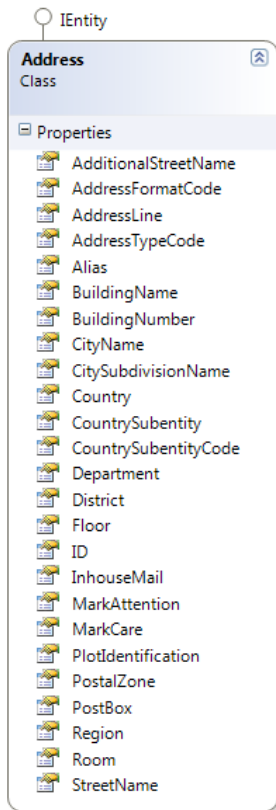 IEntity
Address
Class
Properties
AdditionalStreetName
AddressFormatCode
AddressLine
AddressTypeCode
Alias
BuildingName
BuildingNumber
CityName
CitySubdivisionName
Country
CountrySubentity
CountrySubentityCode
Department
District
Floor
ID
InhouseMail
MarkAttention
MarkCare
PlotIdentification
PostalZone
PostBox
Region
Room
StreetName